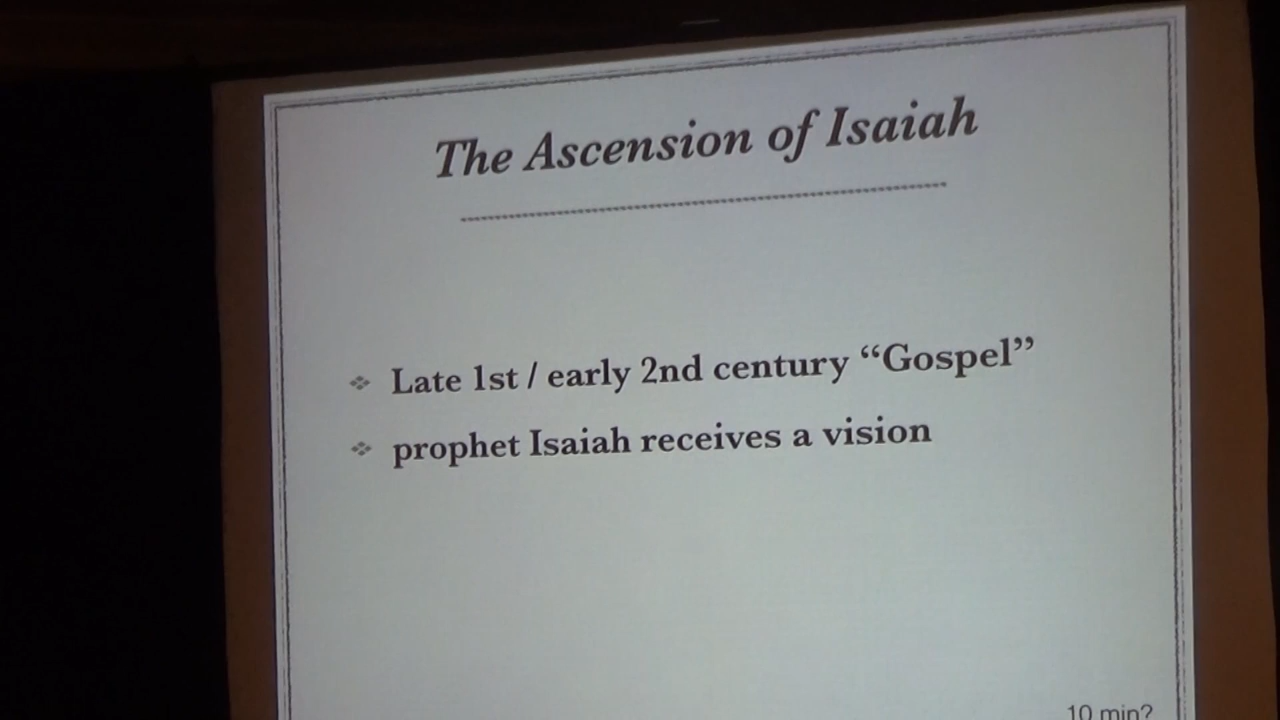 The Ascension of Isaiah
Late 1st / early 2nd century “Gospel”
prophet Isaiah receives a vision
10 min?